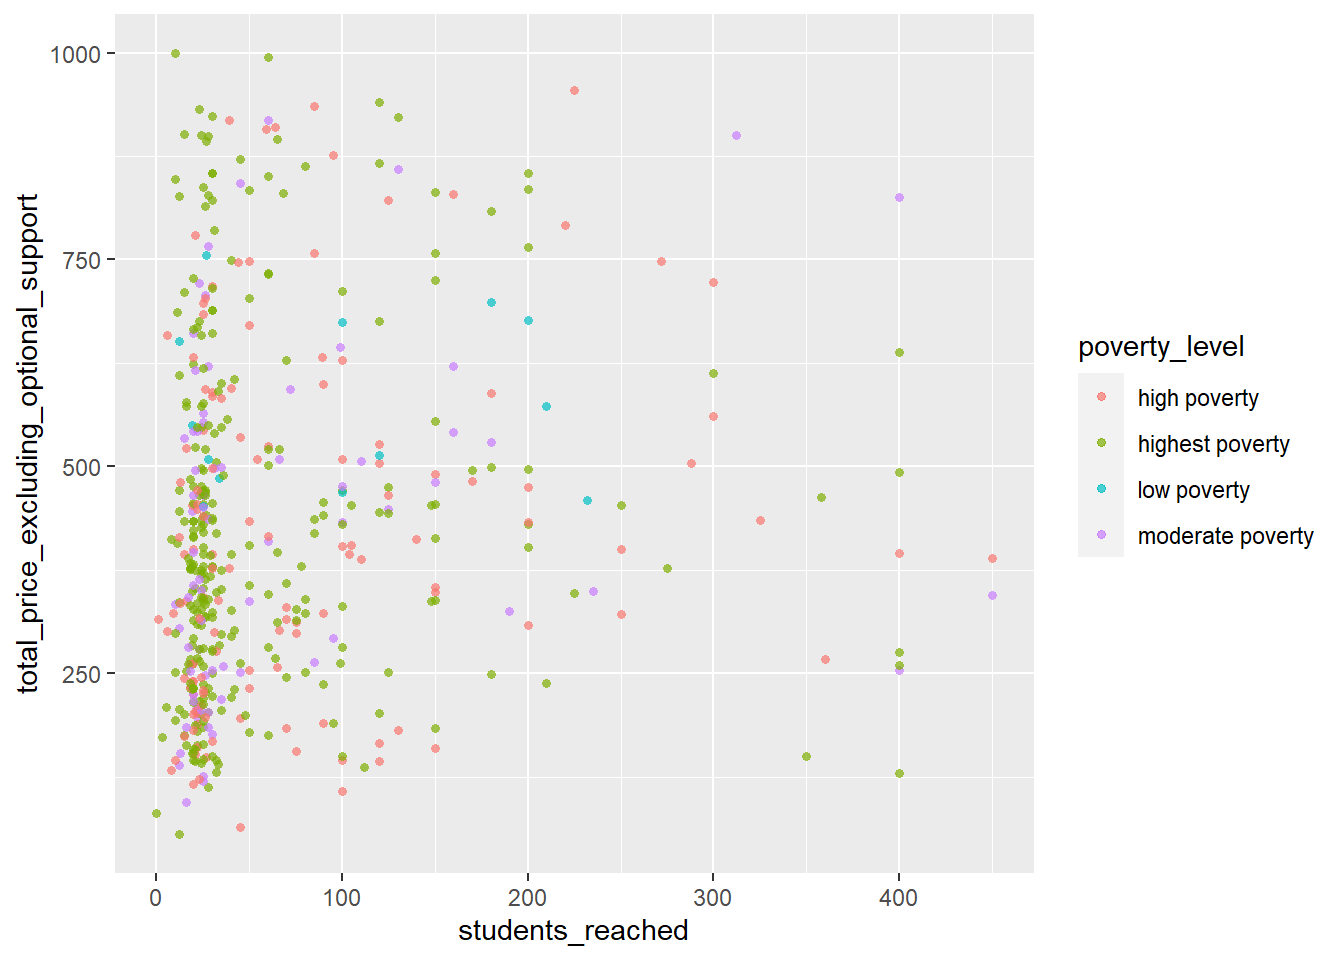 1000
750
500
250
total_price_excluding_optional_support
0 100 200 300 400
students_reached
poverty_level
high poverty
highest poverty
low poverty
moderate poverty